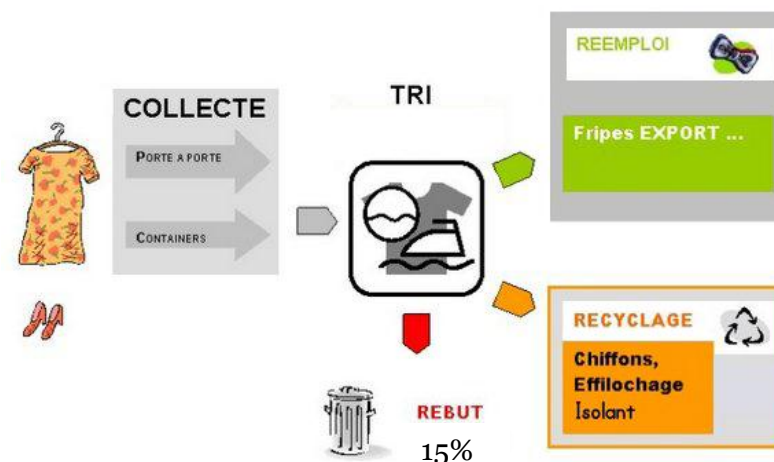 COLLECTE
PORTE A PORTE
CONTAINERS
TRI
REEMPLOI
Fripes EXPORT ...
RECYCLAGE
Chiffons,
Effilochage
Isolant
REBUT
15%